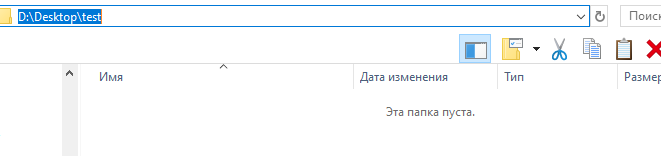 D:\Desktop\test
Поиск
Имя Дата изменения Тип Размер
Эта папка пуста.